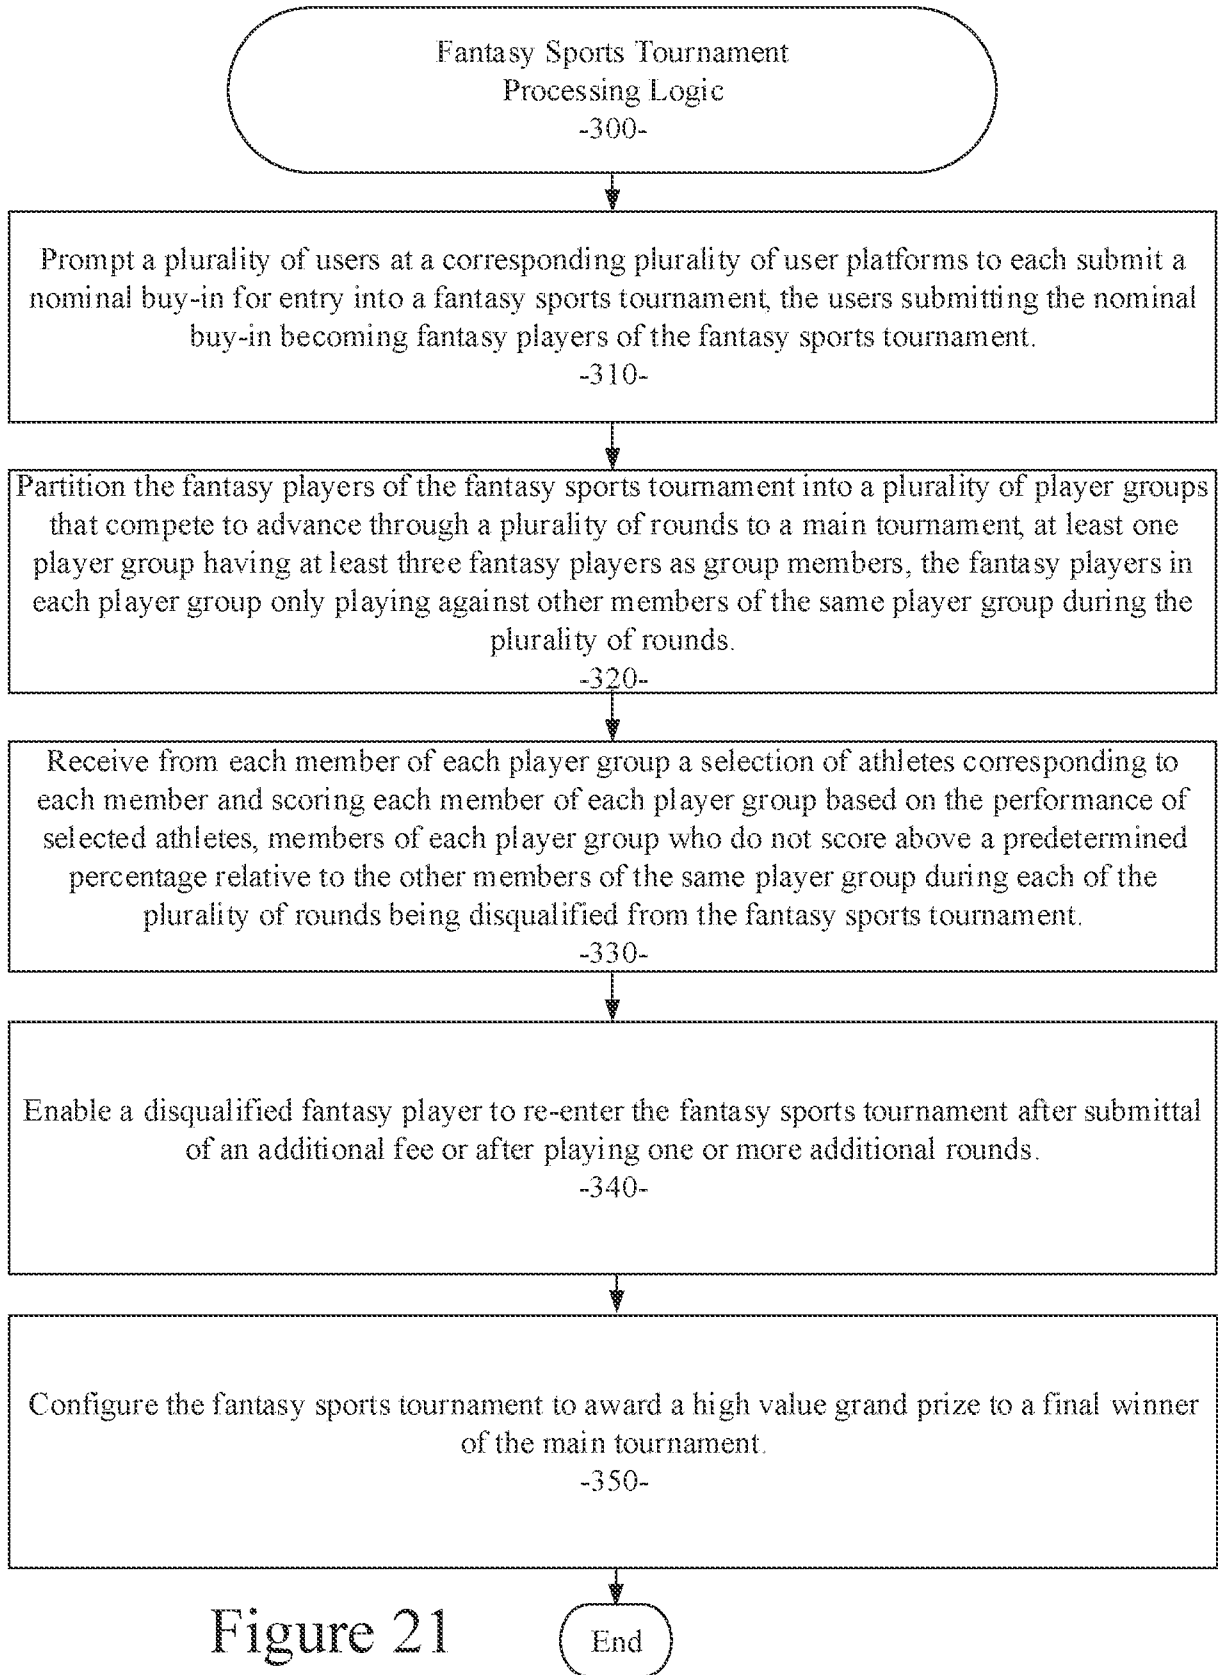 Fantasy Sports Tournament
Processing Logic
-300-
Prompt a plurality of users at a corresponding plurality of user platforms to each submit a
nominal buy-in for entry into a fantasy sports tournament, the users submitting the nominal
buy-in becoming fantasy players of the fantasy sports tournament.
-310-
Partition the fantasy players of the fantasy sports tournament into a plurality of player groups
that compete to advance through a plurality of rounds to a main tournament, at least one
player group having at least three fantasy players as group members, the fantasy players in
each player group only playing against other members of the same player group during the
plurality of rounds.
-320-
Receive from each member of each player group a selection of athletes corresponding to
each member and scoring each member of each player group based on the performance of
selected athletes, members of each player group who do not score above a predetermined
percentage relative to the other members of the same player group during each of the
plurality of rounds being disqualified from the fantasy sports tournament.
-330-
Enable a disqualified fantasy player to re-enter the fantasy sports tournament after submittal
of an additional fee or after playing one or more additional rounds.
-340-
Configure the fantasy sports tournament to award a high value grand prize to a final winner
of the main tournament.
-350-
Figure 21
End